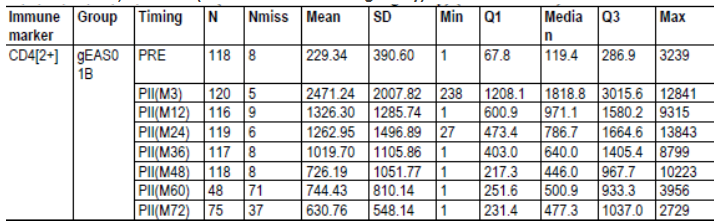 Immune marker Group Timing N Nmiss Mean SD Min Q1 Median Q3 Max
CD4[2+] gEAS01B PRE 118 8 229.34 390.60 1 67.8 119.4 286.9 3239
PII(M3) 120 5 2471.24 2007.82 238 1208.1 1818.8 3015.6 12841
PII(M12) 116 9 1326.30 1285.74 1 600.9 971.1 1580.2 9315
PII(M24) 119 6 1262.95 1496.89 27 473.4 786.7 1664.6 13843
PII(M36) 117 8 1019.70 1105.86 1 403.0 640.0 1405.4 8799
PII(M48) 118 8 726.19 1051.77 1 217.3 446.0 967.7 10223
PII(M60) 48 71 744.43 810.14 1 251.6 500.9 933.3 3956
PII(M72) 75 37 630.76 548.14 1 231.4 477.3 1037.0 2729